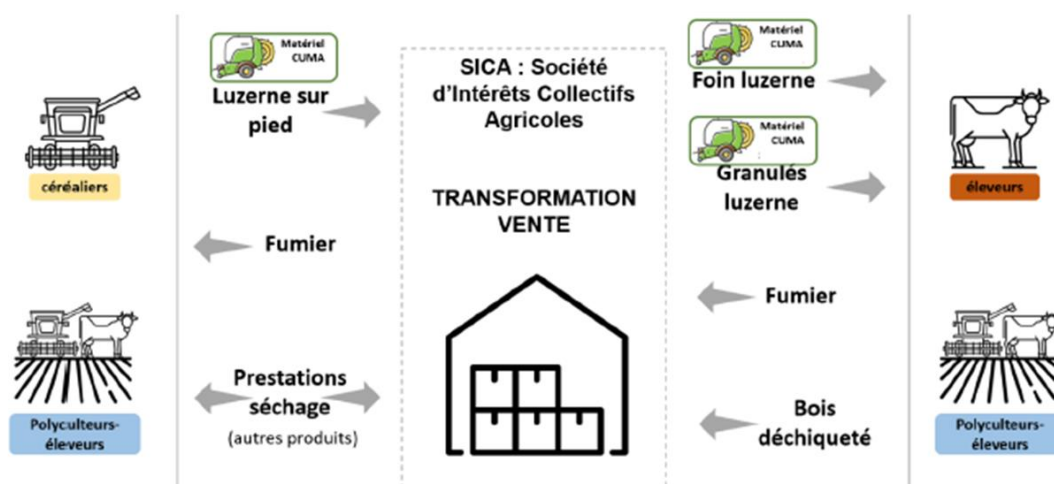 Matériel
CUMA
Luzerne sur
pied
céréaliers
Fumier
Prestations
séchage
(autres produits)
Polyculteurs-
éleveurs
SICA : Société
d'Intérêts Collectifs
Agricoles
TRANSFORMATION
VENTE
Matériel
CUMA
Foin luzerne
Matériel
CUMA
Granulés
luzerne
éleveurs
Fumier
Bois
déchiqueté
Polyculteurs-
éleveurs